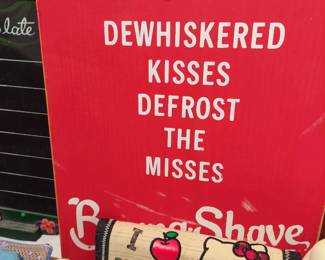 late
DEWHISKERED
KISSES
DEFROST
THE
MISSES
Shave
I